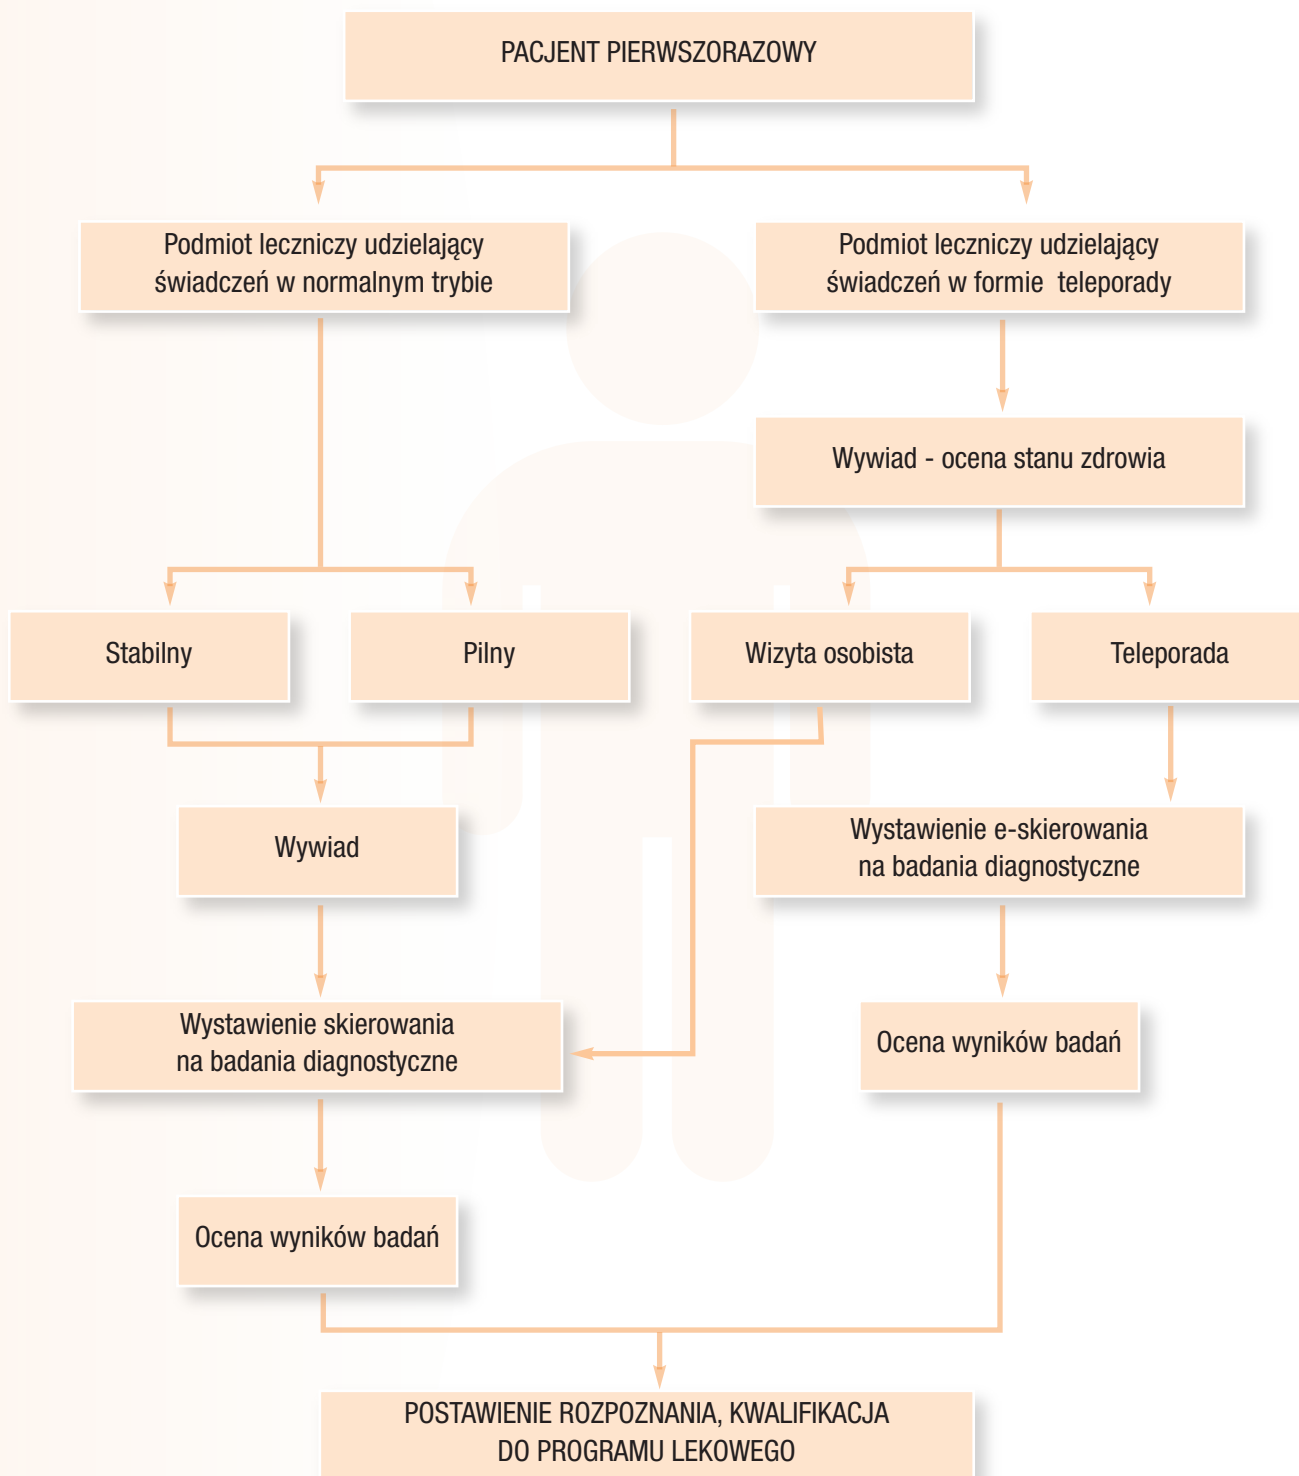 PACJENT PIERWSZORAZOWY
Podmiot leczniczy udzielający
świadczeń w normalnym trybie
Podmiot leczniczy udzielający
świadczeń w formie  teleporady
Wywiad - ocena stanu zdrowia
Stabilny
Pilny
Wizyta osobista
Teleporada
Wywiad
Wystawienie e-skierowania
na badania diagnostyczne
Wystawienie skierowania
na badania diagnostyczne
Ocena wyników badań
Ocena wyników badań
POSTAWIENIE ROZPOZNANIA, KWALIFIKACJA
DO PROGRAMU LEKOWEGO